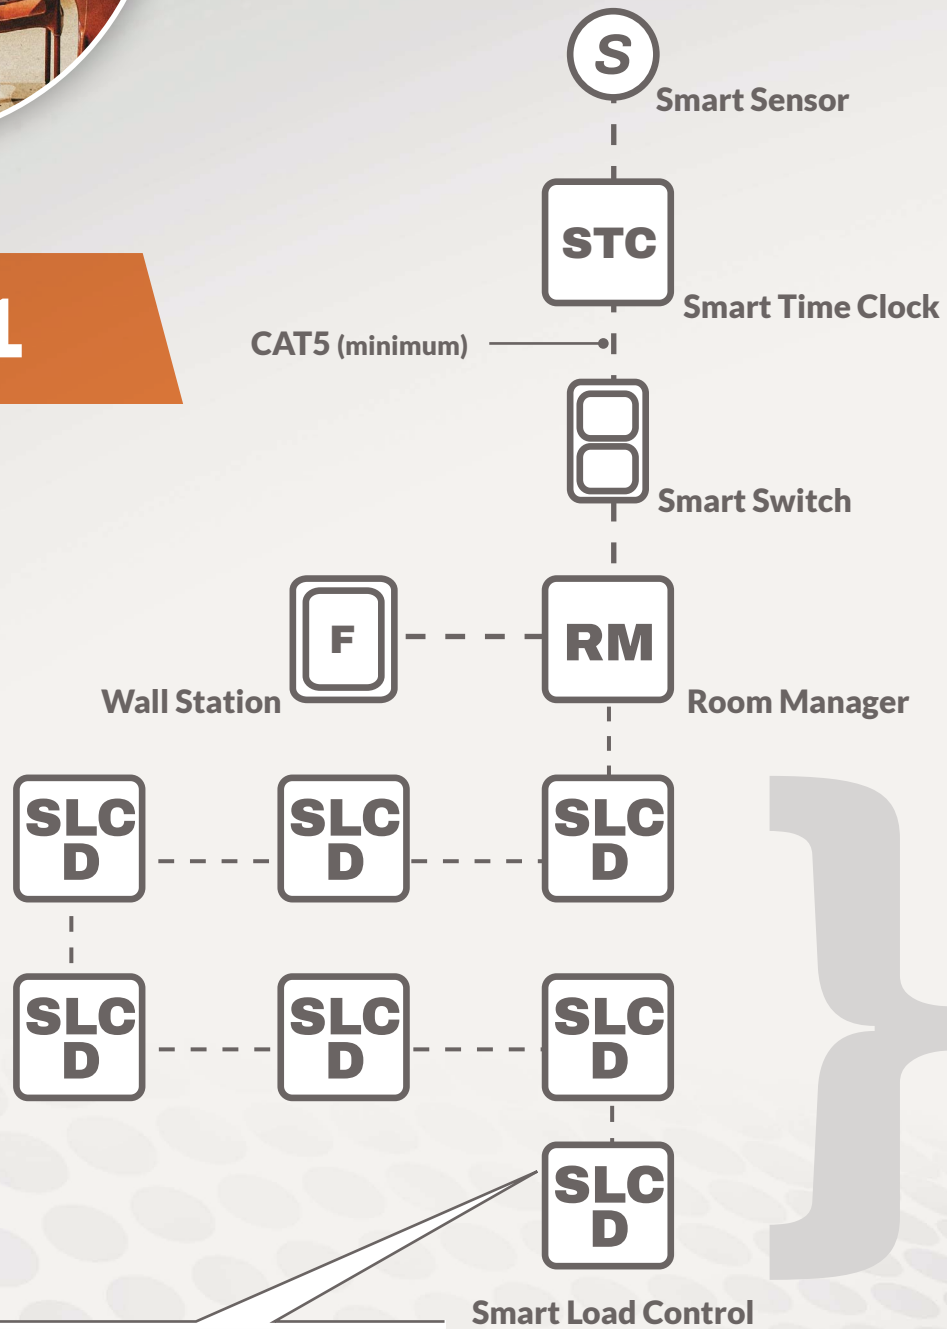 S
Smart Sensor
STC
Smart Time Clock
1
CAT5 (minimum)
Smart Switch
F
RM
Wall Station
Room Manager
SLC SLC SLC
D D D
SLC SLC SLC
D D D
SLC
D
Smart Load Control